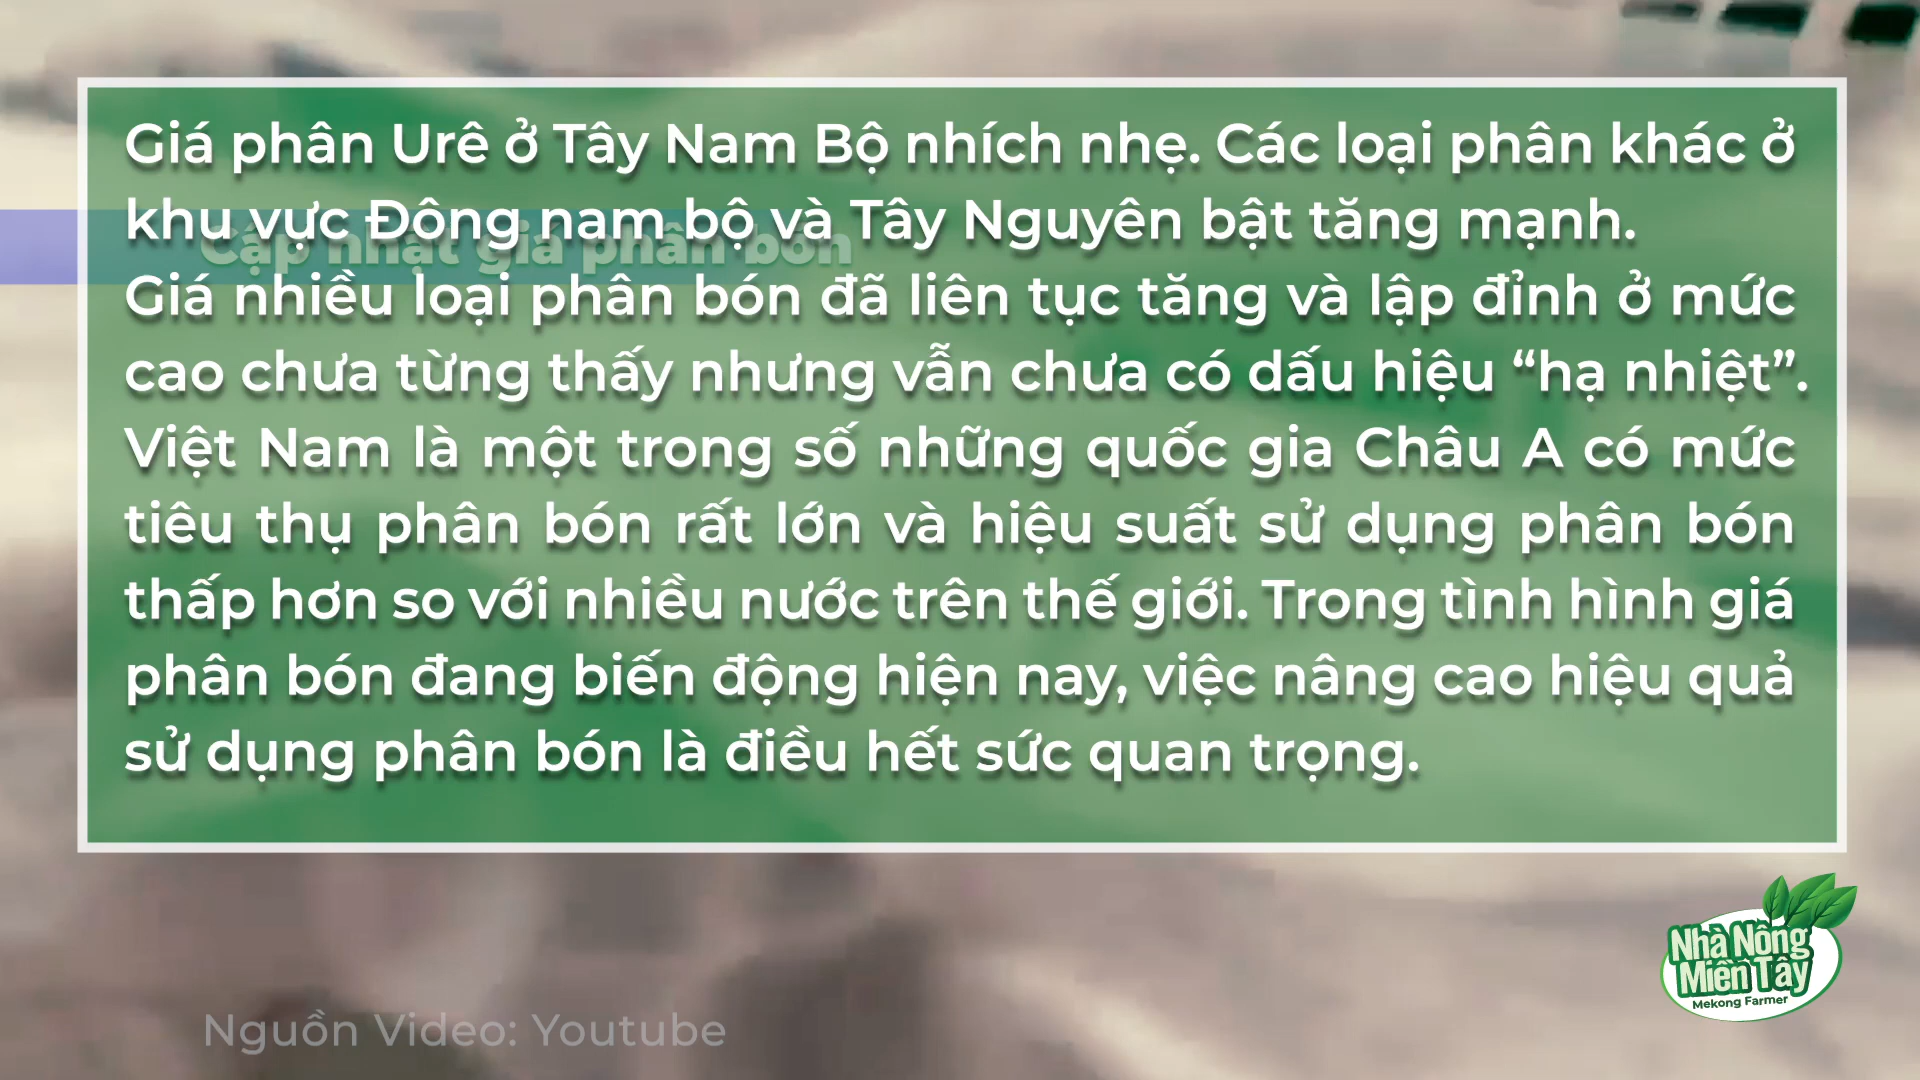 Giá phân Urê ở Tây Nam Bộ nhích nhẹ. Các loại phân khác ở
khu vực Đông nam bộ và Tây Nguyên bật tăng mạnh.
Cập nhật giá phân bón
Giá nhiều loại phân bón đã liên tục tăng và lập đỉnh ở mức
cao chưa từng thấy nhưng vẫn chưa có dấu hiệu “hạ nhiệt”.
Việt Nam là một trong số những quốc gia Châu A có mức
tiêu thụ phân bón rất lớn và hiệu suất sử dụng phân bón
thấp hơn so với nhiều nước trên thế giới. Trong tình hình giá
phân bón đang biến động hiện nay, việc nâng cao hiệu quả
sử dụng phân bón là điều hết sức quan trọng.
Nhà Nông
Miền Tây
Mekong Farmer
Nguồn Video: Youtube